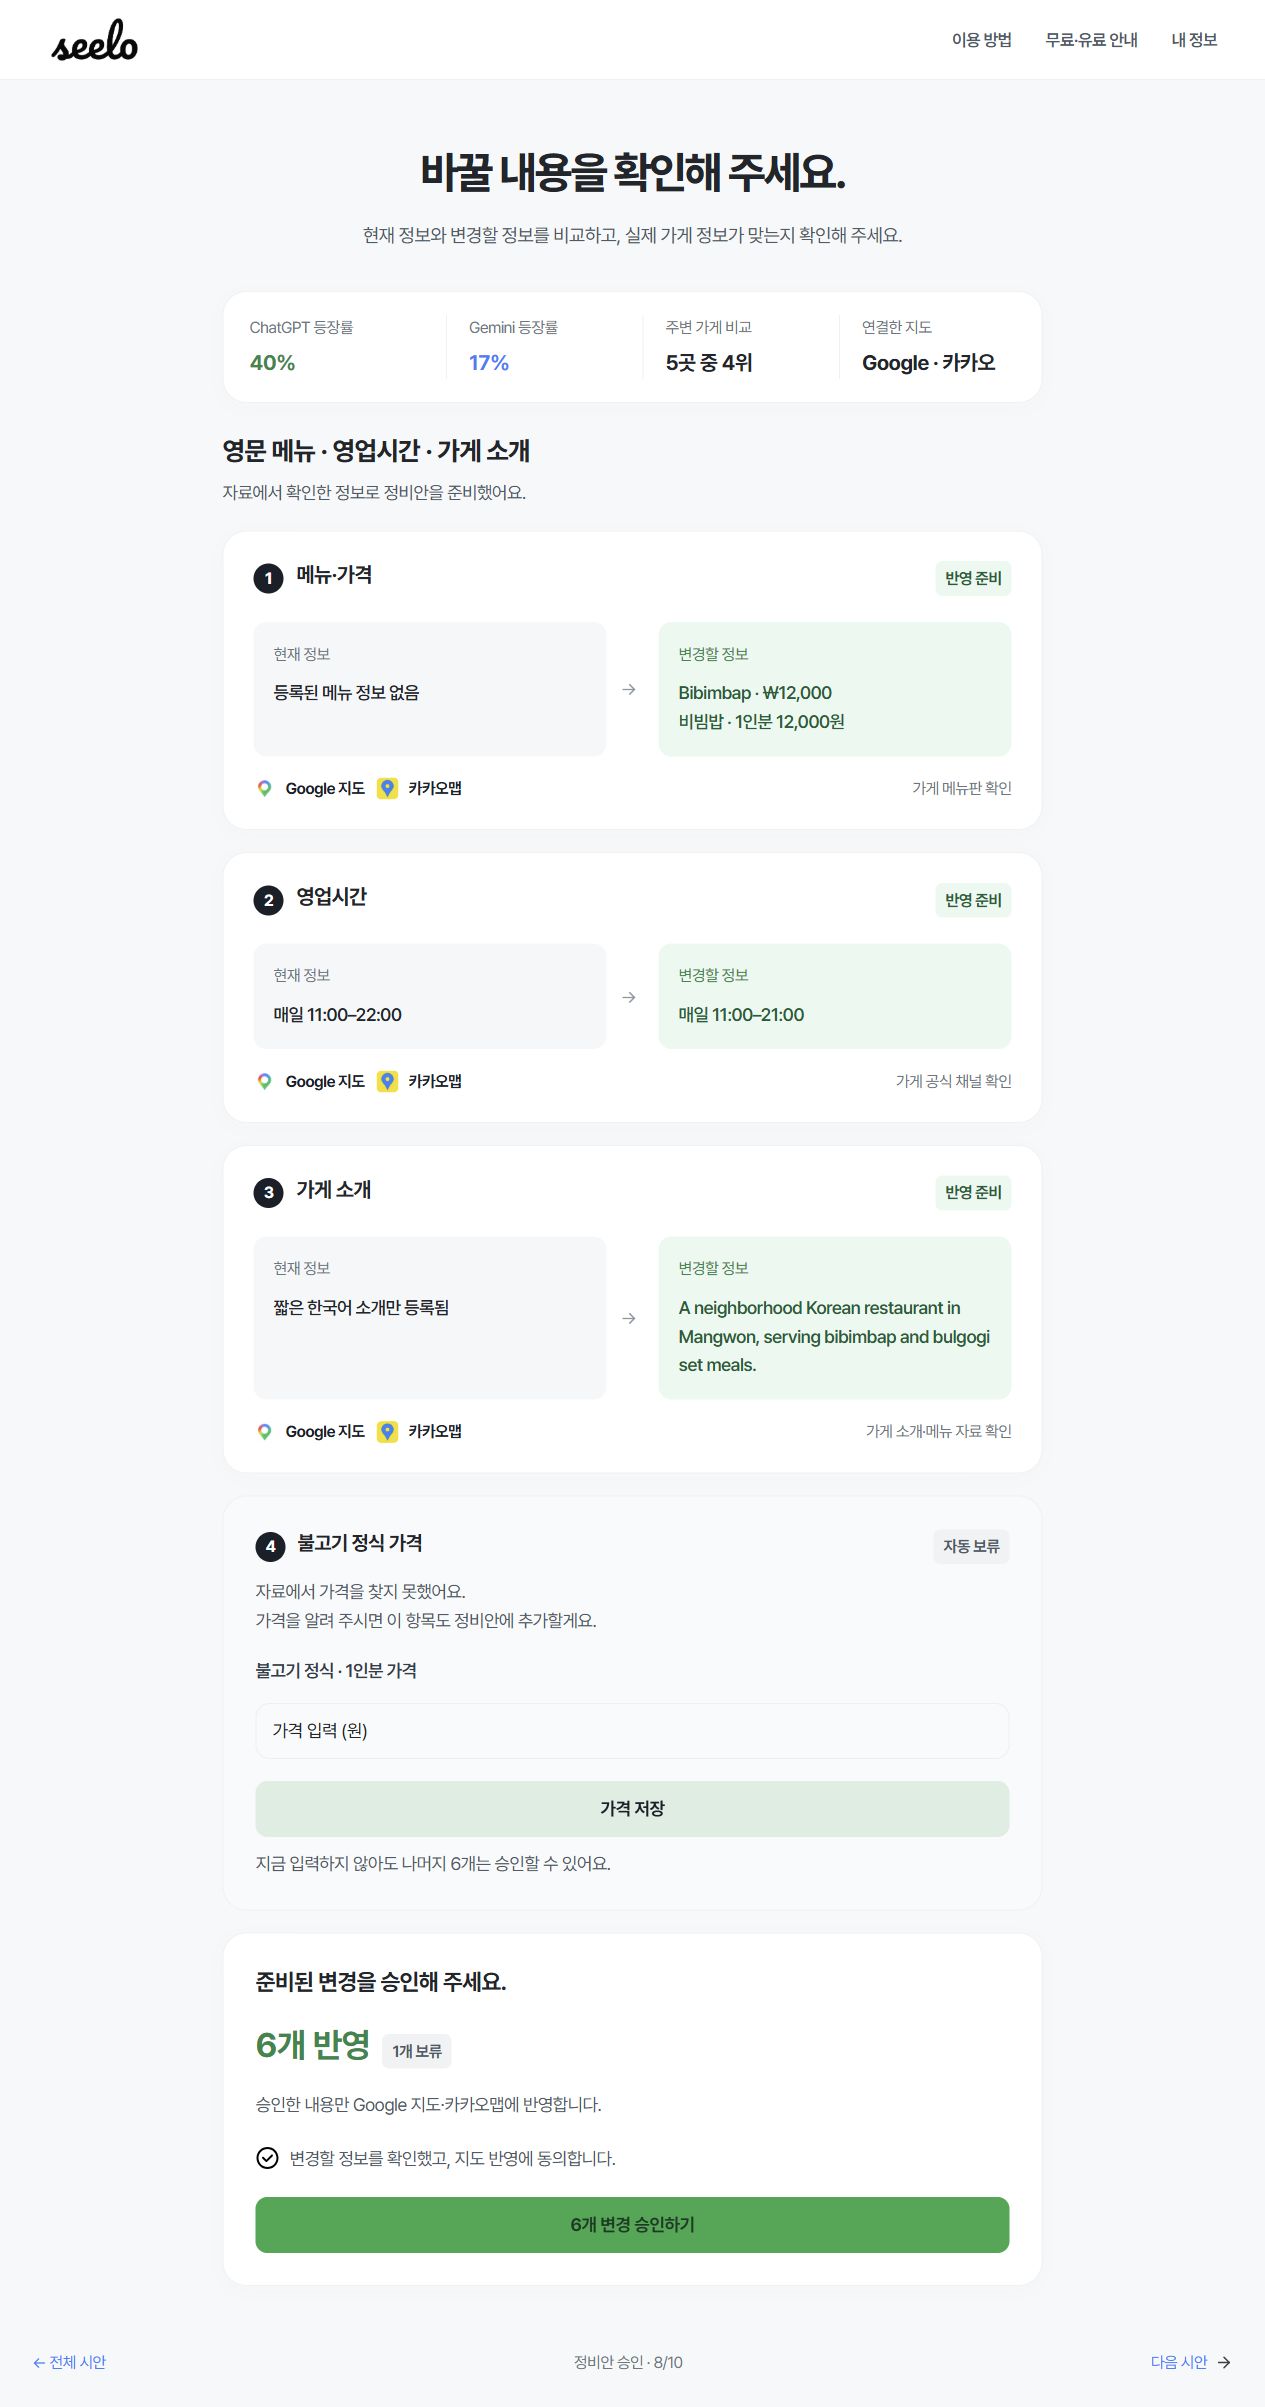 seelo
이용 방법 무료·유료 안내 내 정보
바꿀 내용을 확인해 주세요.
현재 정보와 변경할 정보를 비교하고, 실제 가게 정보가 맞는지 확인해 주세요.
ChatGPT 등장률
40%
Gemini 등장률
17%
주변 가게 비교
5곳 중 4위
연결한 지도
Google · 카카오
영문 메뉴 · 영업시간 · 가게 소개
자료에서 확인한 정보로 정비안을 준비했어요.
1 메뉴·가격
반영 준비
현재 정보
등록된 메뉴 정보 없음
→
변경할 정보
Bibimbap · ₩12,000
비빔밥 · 1인분 12,000원
Google 지도 카카오맵
가게 메뉴판 확인
2 영업시간
반영 준비
현재 정보
매일 11:00–22:00
→
변경할 정보
매일 11:00–21:00
Google 지도 카카오맵
가게 공식 채널 확인
3 가게 소개
반영 준비
현재 정보
짧은 한국어 소개만 등록됨
→
변경할 정보
A neighborhood Korean restaurant in
Mangwon, serving bibimbap and bulgogi
set meals.
Google 지도 카카오맵
가게 소개·메뉴 자료 확인
4 불고기 정식 가격
자동 보류
자료에서 가격을 찾지 못했어요.
가격을 알려 주시면 이 항목도 정비안에 추가할게요.
불고기 정식 · 1인분 가격
가격 입력 (원)
가격 저장
지금 입력하지 않아도 나머지 6개는 승인할 수 있어요.
준비된 변경을 승인해 주세요.
6개 반영 1개 보류
승인한 내용만 Google 지도·카카오맵에 반영합니다.
변경할 정보를 확인했고, 지도 반영에 동의합니다.
6개 변경 승인하기
← 전체 시안
정비안 승인 · 8/10
다음 시안 →